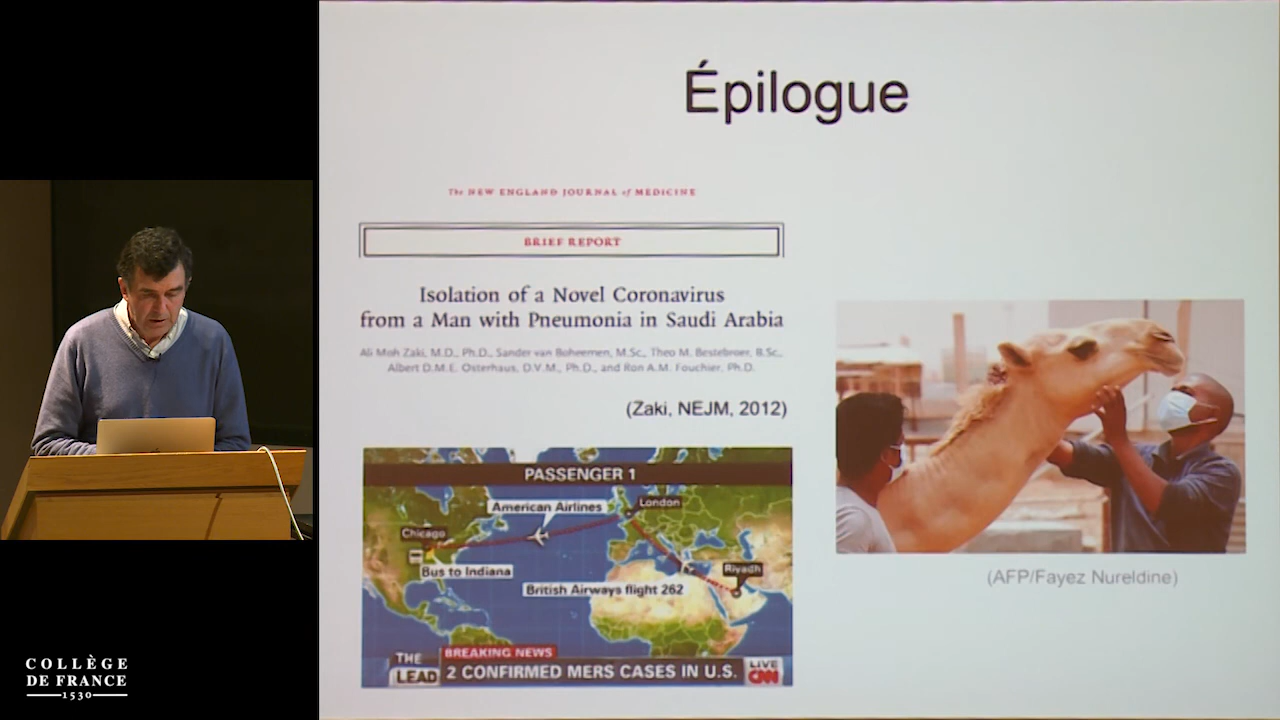 Épilogue
The NEW ENGLAND JOURNAL of MEDICINE
BRIEF REPORT
Isolation of a Novel Coronavirus
from a Man with Pneumonia in Saudi Arabia
Ali Moh Zaki, M.D., Ph.D., Sander van Boheemen, M.Sc., Theo M. Bestebroer, B.Sc.,
Albert D.M.E. Osterhaus, D.V.M., Ph.D., and Ron A.M. Fouchier, Ph.D.
(Zaki, NEJM, 2012)
PASSENGER 1
American Airlines
London
Chicago
Bus to Indiana
Riyadh
British Airways flight 262
THE
LEAD
BREAKING NEWS
2 CONFIRMED MERS CASES IN U.S.
LIVE
CNN
(AFP/Fayez Nureldine)
COLLÈGE
DE FRANCE
1530